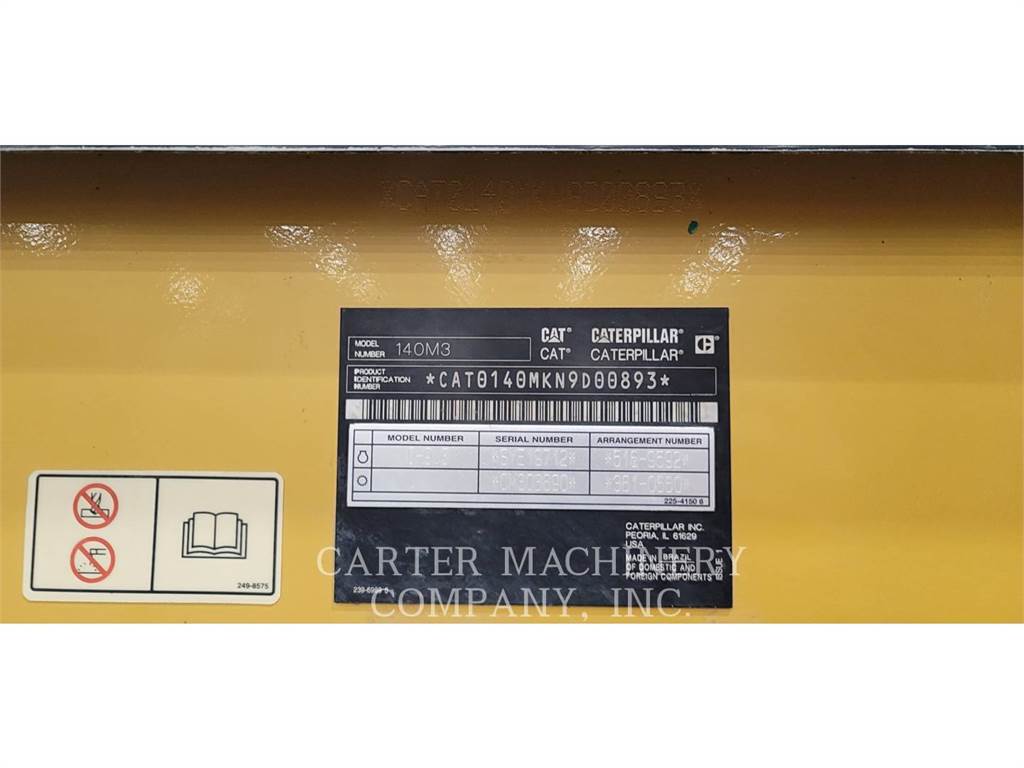 *CAT0140MKN9D00893*
MODEL NUMBER 140M3
CAT® CATERPILLAR®
CAT® CATERPILLAR®
PRODUCT IDENTIFICATION NUMBER *CAT0140MKN9D00893*
MODEL NUMBER SERIAL NUMBER ARRANGEMENT NUMBER
225-4150 8
CATERPILLAR INC.
PEORIA, IL 61629
USA
MADE IN BRAZIL
OF DOMESTIC AND
FOREIGN COMPONENTS
ISSUE
249-8575
CARTER MACHINERY
COMPANY, INC.